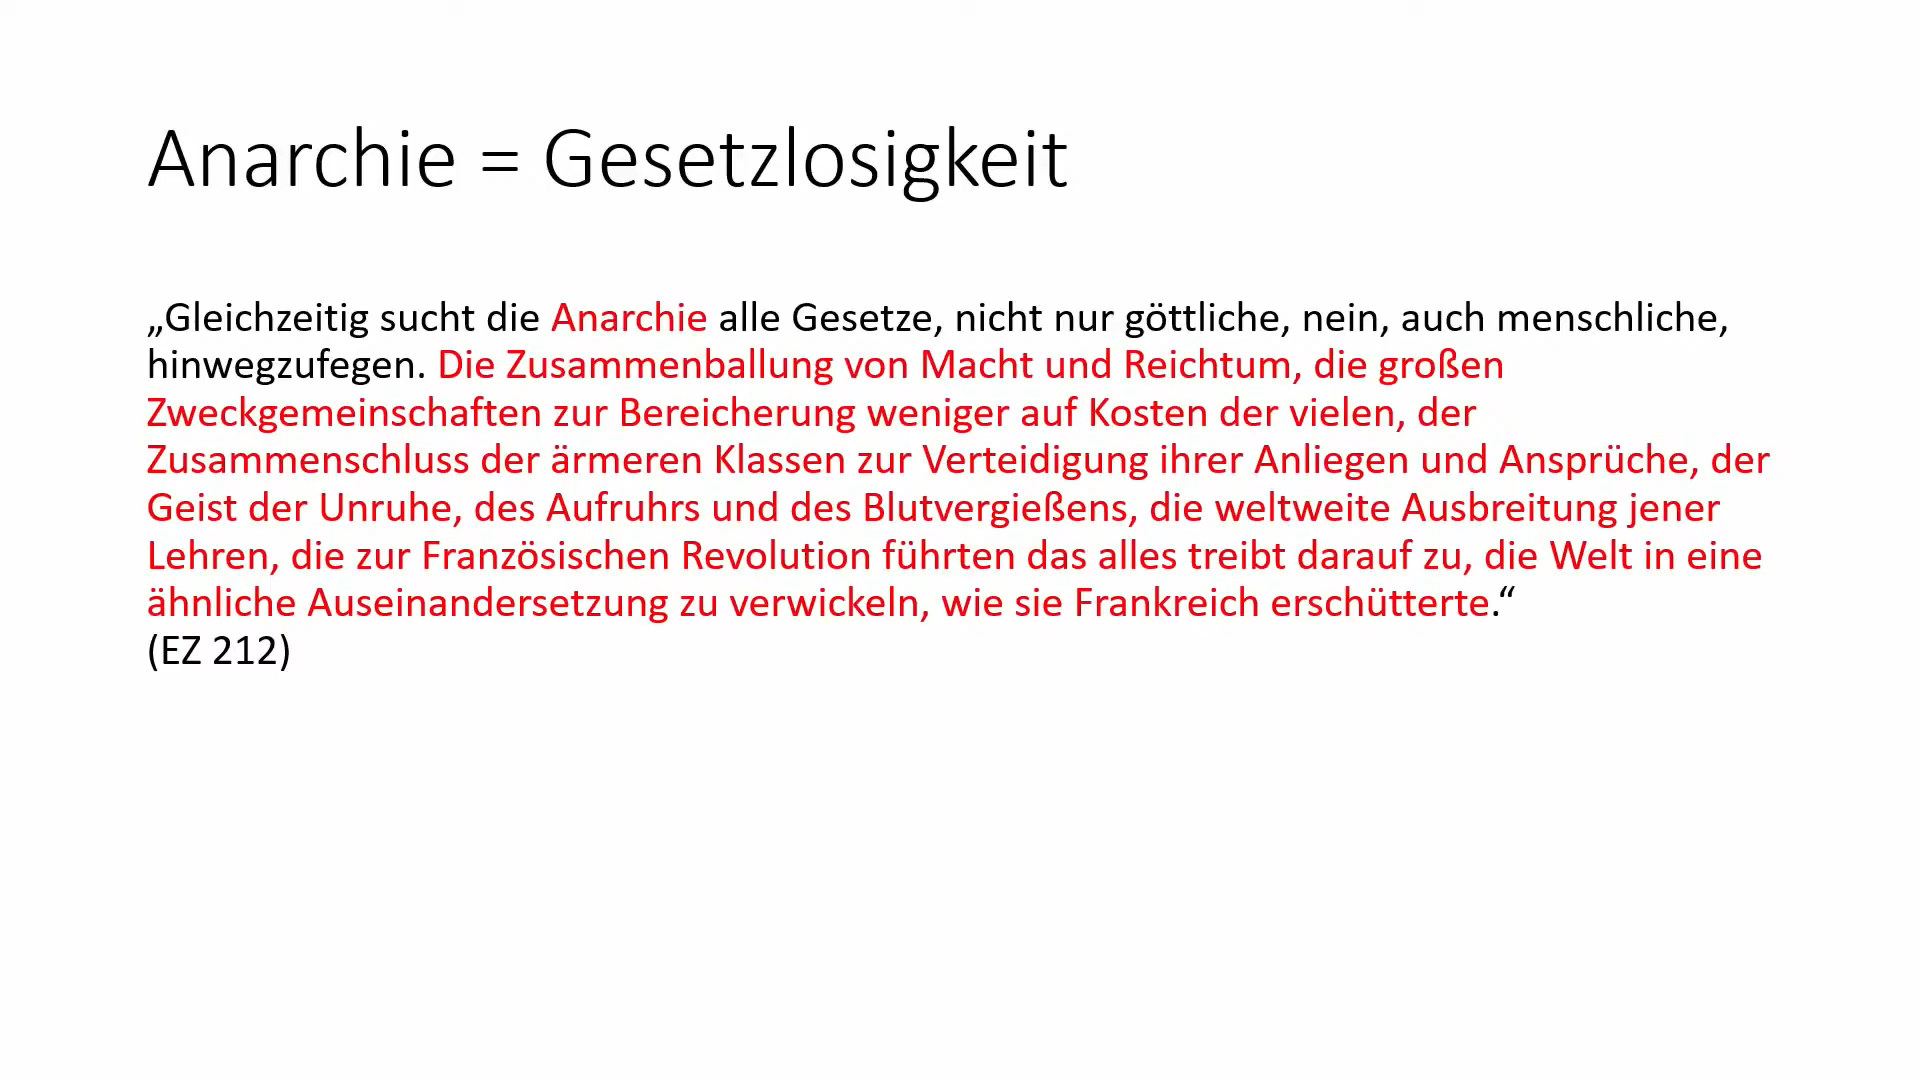 Anarchie = Gesetzlosigkeit
„Gleichzeitig sucht die Anarchie alle Gesetze, nicht nur göttliche, nein, auch menschliche,
hinwegzufegen. Die Zusammenballung von Macht und Reichtum, die großen
Zweckgemeinschaften zur Bereicherung weniger auf Kosten der vielen, der
Zusammenschluss der ärmeren Klassen zur Verteidigung ihrer Anliegen und Ansprüche, der
Geist der Unruhe, des Aufruhrs und des Blutvergießens, die weltweite Ausbreitung jener
Lehren, die zur Französischen Revolution führten das alles treibt darauf zu, die Welt in eine
ähnliche Auseinandersetzung zu verwickeln, wie sie Frankreich erschütterte.“
(EZ 212)